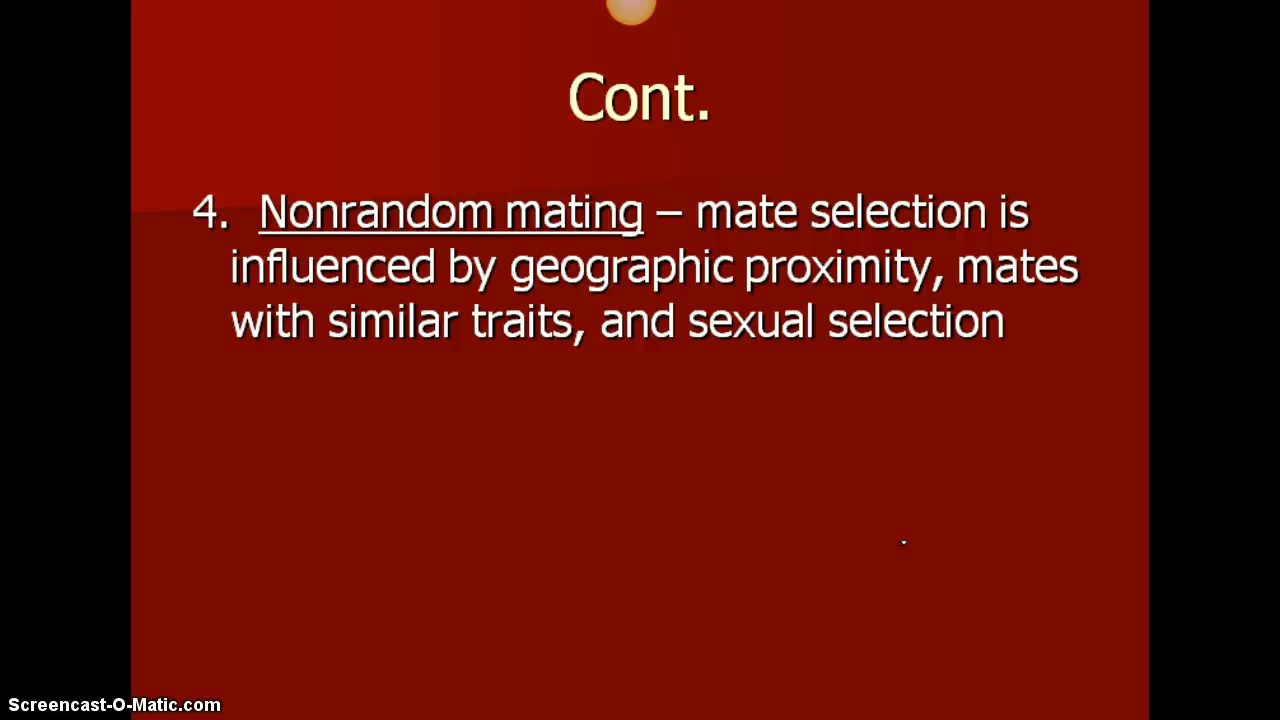 Cont.
4. Nonrandom mating – mate selection is
influenced by geographic proximity, mates
with similar traits, and sexual selection
Screencast-O-Matic.com